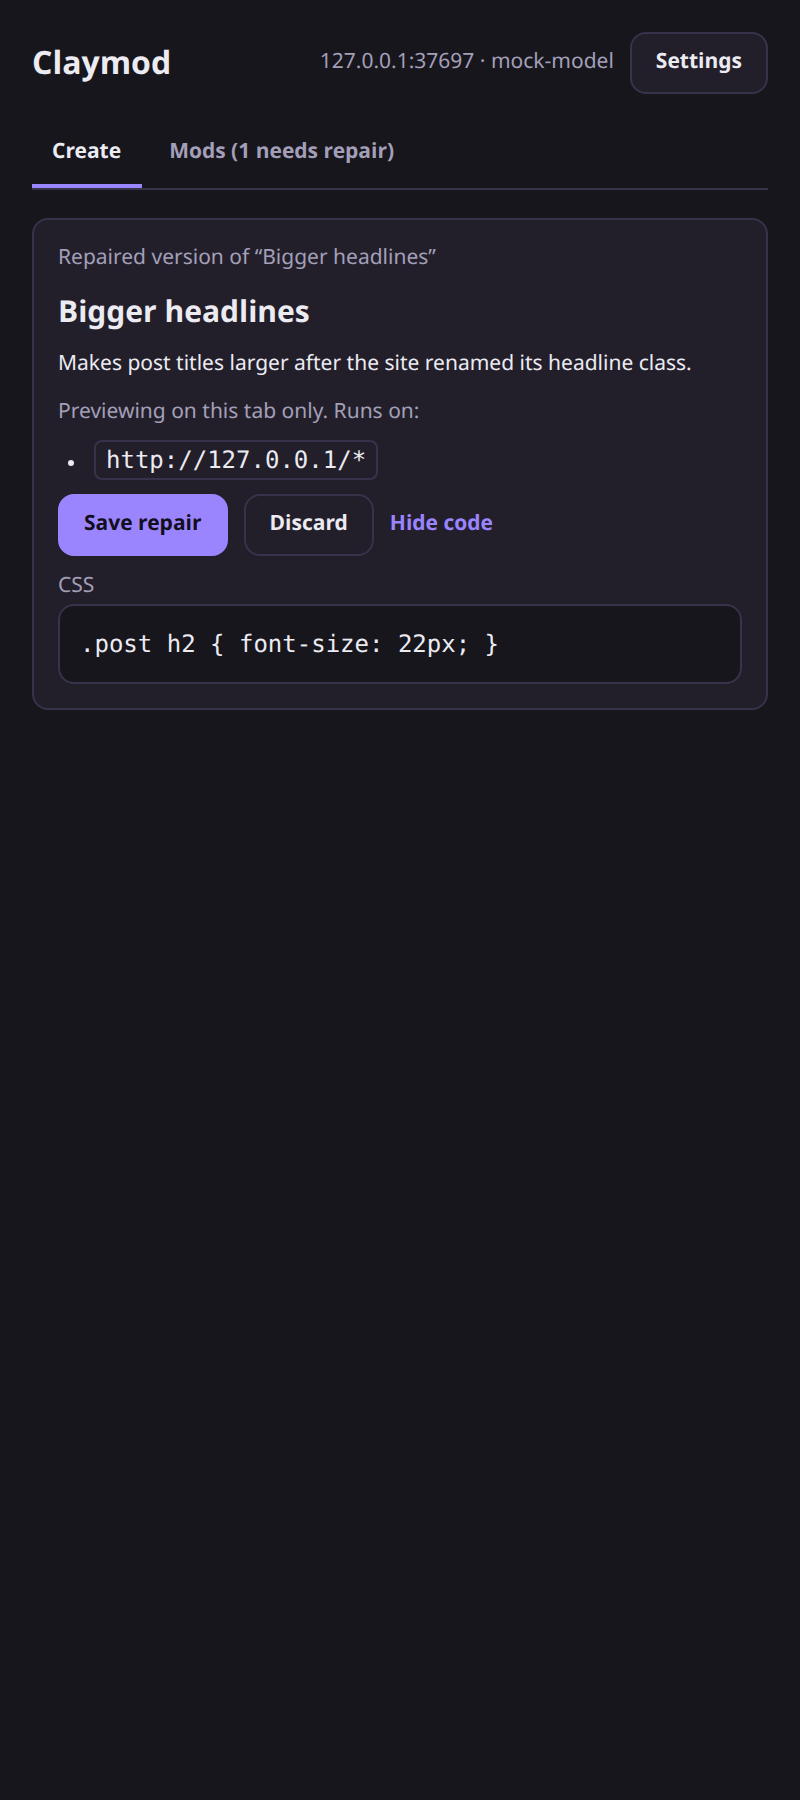 Claymod
127.0.0.1:37697 · mock-model
Settings
Create
Mods (1 needs repair)
Repaired version of “Bigger headlines”
Bigger headlines
Makes post titles larger after the site renamed its headline class.
Previewing on this tab only. Runs on:
• http://127.0.0.1/*
Save repair
Discard
Hide code
CSS
.post h2 { font-size: 22px; }